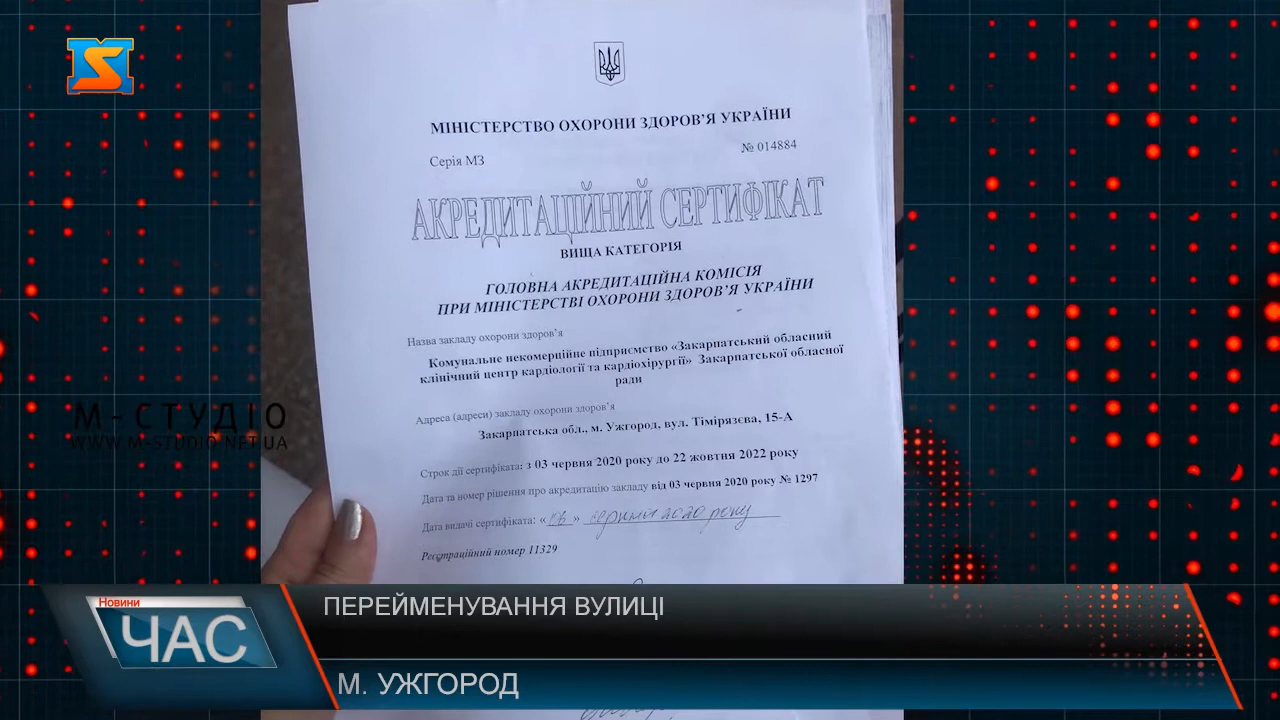 МІНІСТЕРСТВО ОХОРОНИ ЗДОРОВ'Я УКРАЇНИ
Серія МЗ № 014884
АКРЕДИТАЦІЙНИЙ СЕРТИФІКАТ
ВИЩА КАТЕГОРІЯ
ГОЛОВНА АКРЕДИТАЦІЙНА КОМІСІЯ
ПРИ МІНІСТЕРСТВІ ОХОРОНИ ЗДОРОВ'Я УКРАЇНИ
Назва закладу охорони здоров'я
Комунальне некомерційне підприємство «Закарпатський обласний
клінічний центр кардіології та кардіохірургії» Закарпатської обласної
ради
Адреса (адреси) закладу охорони здоров'я
Закарпатська обл., м. Ужгород, вул. Тімірязєва, 15-А
Строк дії сертифіката: з 03 червня 2020 року до 22 жовтня 2022 року
Дата та номер рішення про акредитацію закладу від 03 червня 2020 року № 1297
Дата видачі сертифіката: « » червня 2020 року
Реєстраційний номер 11329
М-СТУДІО
WWW.M-STUDIO.NET.UA
Новини
ЧАС
ПЕРЕЙМЕНУВАННЯ ВУЛИЦІ
М. УЖГОРОД